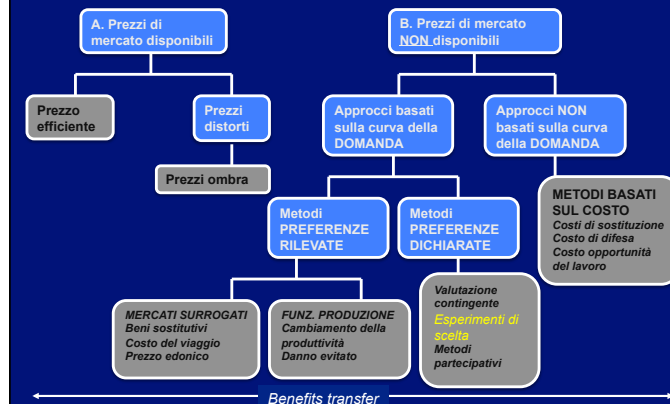 A. Prezzi di
mercato disponibili
B. Prezzi di mercato
NON disponibili
Prezzo
efficiente
Prezzi
distorti
Approcci basati
sulla curva della
DOMANDA
Approcci NON
basati sulla curva
della DOMANDA
Prezzi ombra
METODI BASATI
SUL COSTO
Costi di sostituzione
Costo di difesa
Costo opportunità
del lavoro
Metodi
PREFERENZE
RILEVATE
Metodi
PREFERENZE
DICHIARATE
MERCATI SURROGATI
Beni sostitutivi
Costo del viaggio
Prezzo edonico
FUNZ. PRODUZIONE
Cambiamento della
produttività
Danno evitato
Valutazione
contingente
Esperimenti di
scelta
Metodi
partecipativi
Benefits transfer